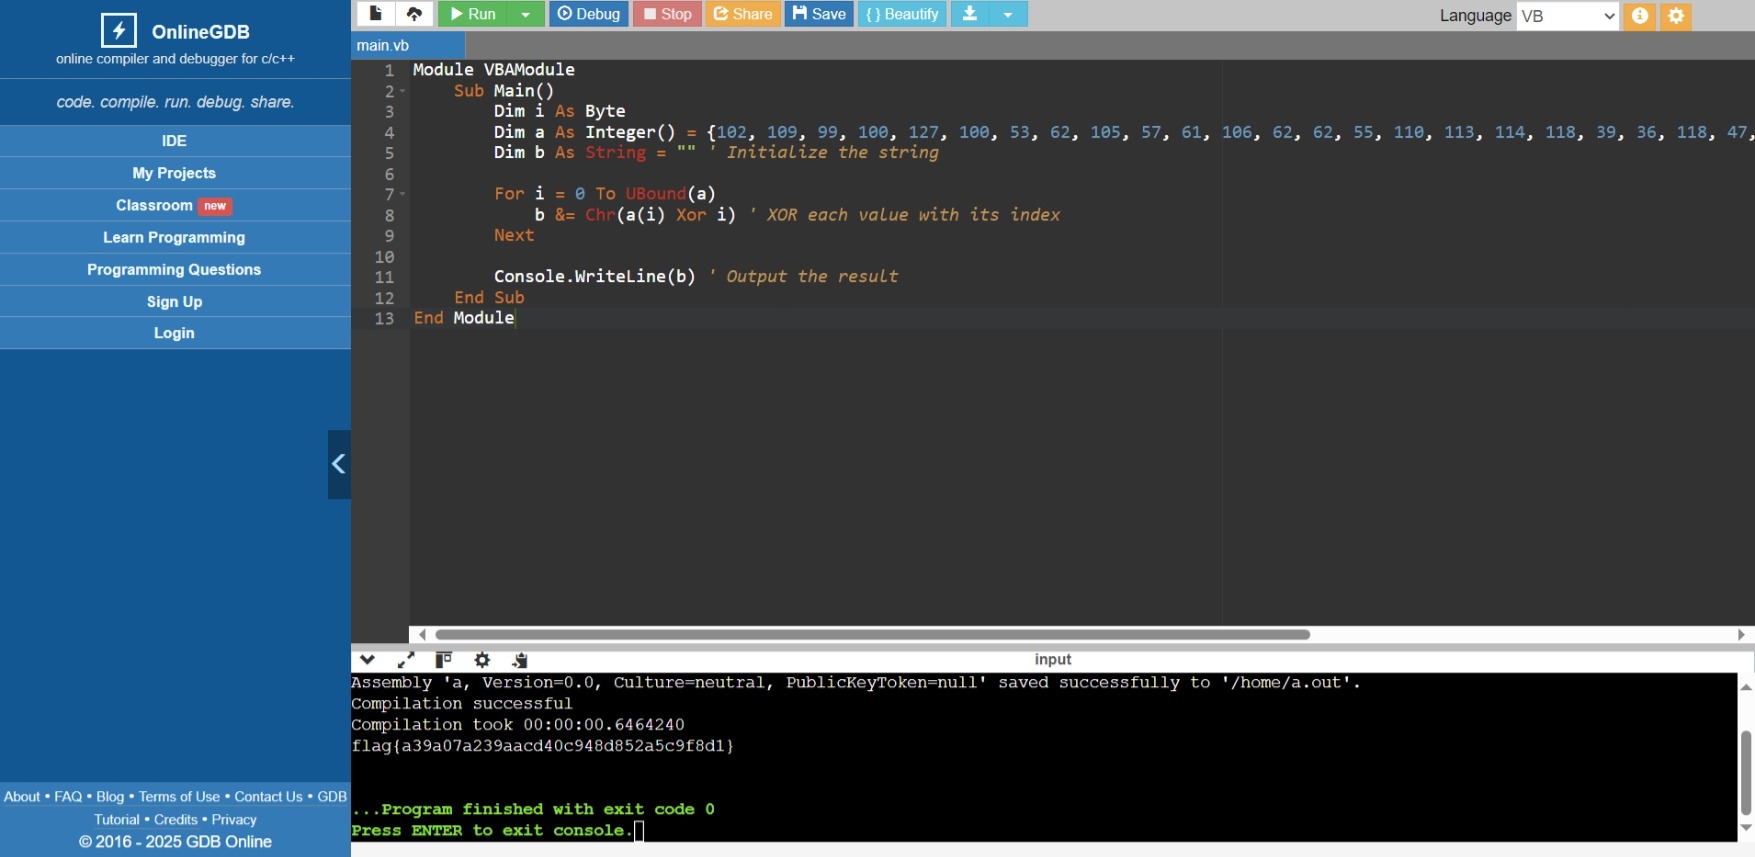 OnlineGDB
online compiler and debugger for c/c++
code. compile. run. debug. share.
IDE
My Projects
Classroom new
Learn Programming
Programming Questions
Sign Up
Login
About • FAQ • Blog • Terms of Use • Contact Us • GDB
Tutorial • Credits • Privacy
© 2016 - 2025 GDB Online
Run Debug Stop Share Save { } Beautify Language VB
main.vb
1 Module VBAModule
2 Sub Main()
3 Dim i As Byte
4 Dim a As Integer() = {102, 109, 99, 100, 127, 100, 53, 62, 105, 57, 61, 106, 62, 62, 55, 110, 113, 114, 118, 39, 36, 118, 47,
5 Dim b As String = "" ' Initialize the string
6
7 For i = 0 To UBound(a)
8 b &= Chr(a(i) Xor i) ' XOR each value with its index
9 Next
10
11 Console.WriteLine(b) ' Output the result
12 End Sub
13 End Module
input
Assembly 'a, Version=0.0, Culture=neutral, PublicKeyToken=null' saved successfully to '/home/a.out'.
Compilation successful
Compilation took 00:00:00.6464240
flag{a39a07a239aacd40c948d852a5c9f8d1}
...Program finished with exit code 0
Press ENTER to exit console.